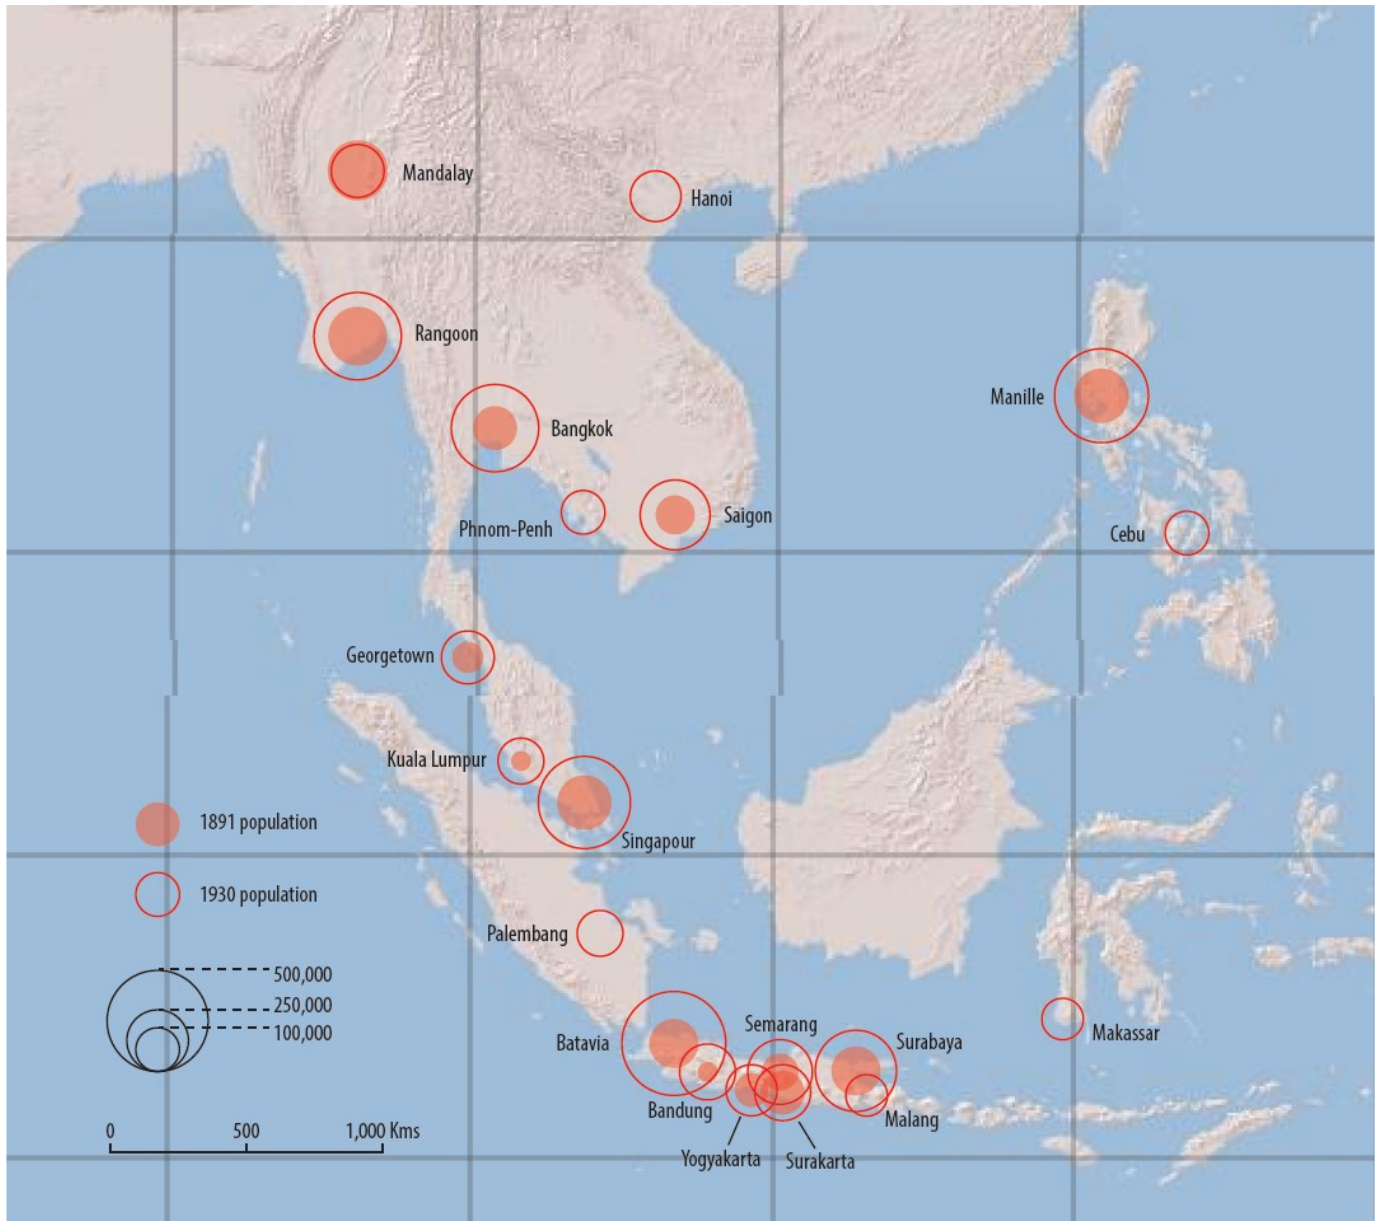 Mandalay
Hanoi
Rangoon
Manille
Bangkok
Saigon
Phnom-Penh
Cebu
Georgetown
Kuala Lumpur
Singapour
1891 population
1930 population
Palembang
500,000
250,000
100,000
Semarang
Batavia
Surabaya
Makassar
Bandung
Malang
0 500 1,000 Kms
Yogyakarta
Surakarta